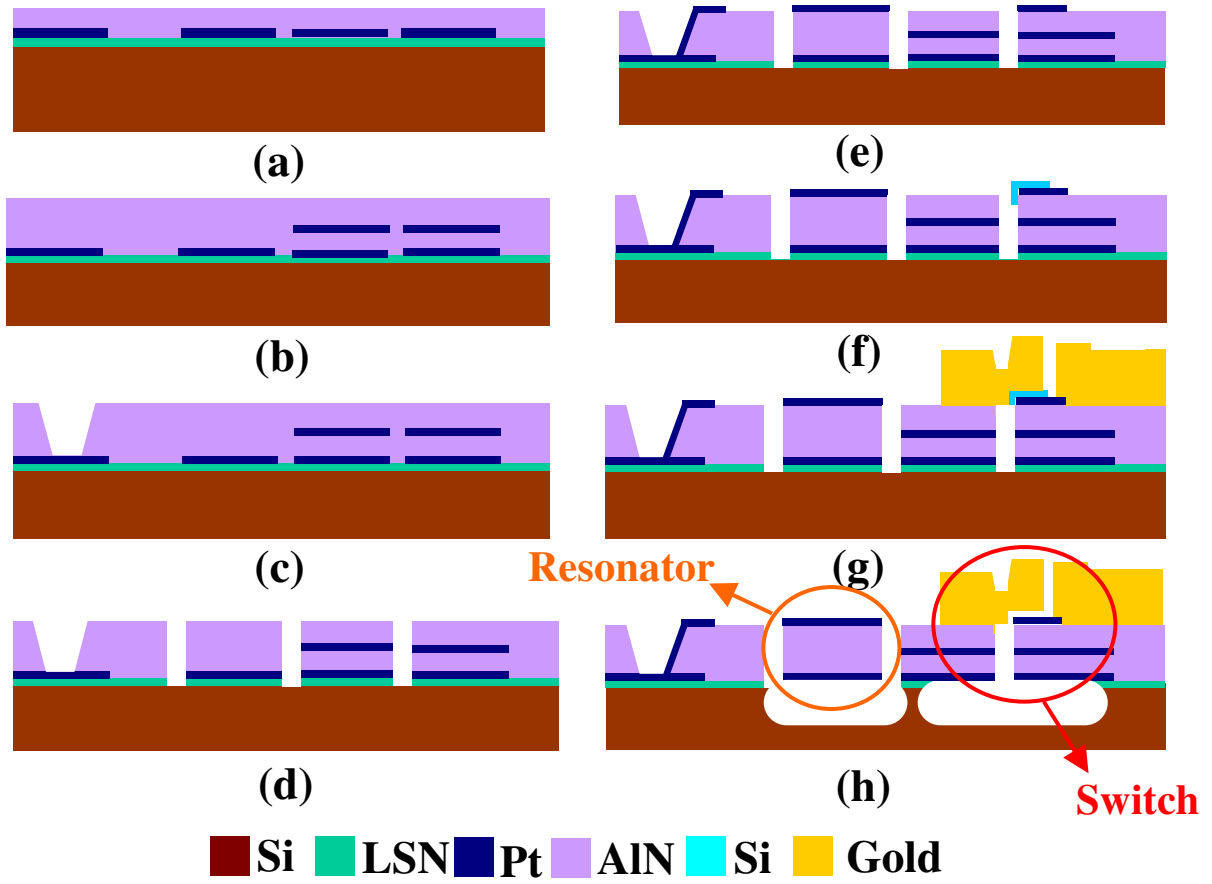 (a)
(e)
(b)
(f)
(c)
(g)
Resonator
(d)
(h)
Switch
Si LSN Pt AlN Si Gold